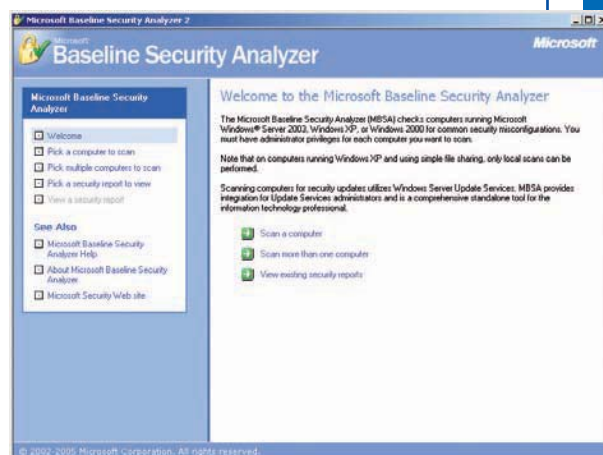 Microsoft Baseline Security Analyzer 2
Microsoft
Baseline Security Analyzer
Microsoft
Microsoft Baseline Security
Analyzer
Welcome
Pick a computer to scan
Pick multiple computers to scan
Pick a security report to view
View a security report
See Also
Microsoft Baseline Security
Analyzer Help
About Microsoft Baseline Security
Analyzer
Microsoft Security Web site
Welcome to the Microsoft Baseline Security Analyzer
The Microsoft Baseline Security Analyzer (MBSA) checks computers running Microsoft
Windows® Server 2003, Windows XP, or Windows 2000 for common security misconfigurations. You
must have administrator privileges for each computer you want to scan.
Note that on computers running Windows XP and using simple file sharing, only local scans can be
performed.
Scanning computers for security updates utilizes Windows Server Update Services. MBSA provides
integration for Update Services administrators and is a comprehensive standalone tool for the
information technology professional.
Scan a computer
Scan more than one computer
View existing security reports
© 2002-2005 Microsoft Corporation. All rights reserved.